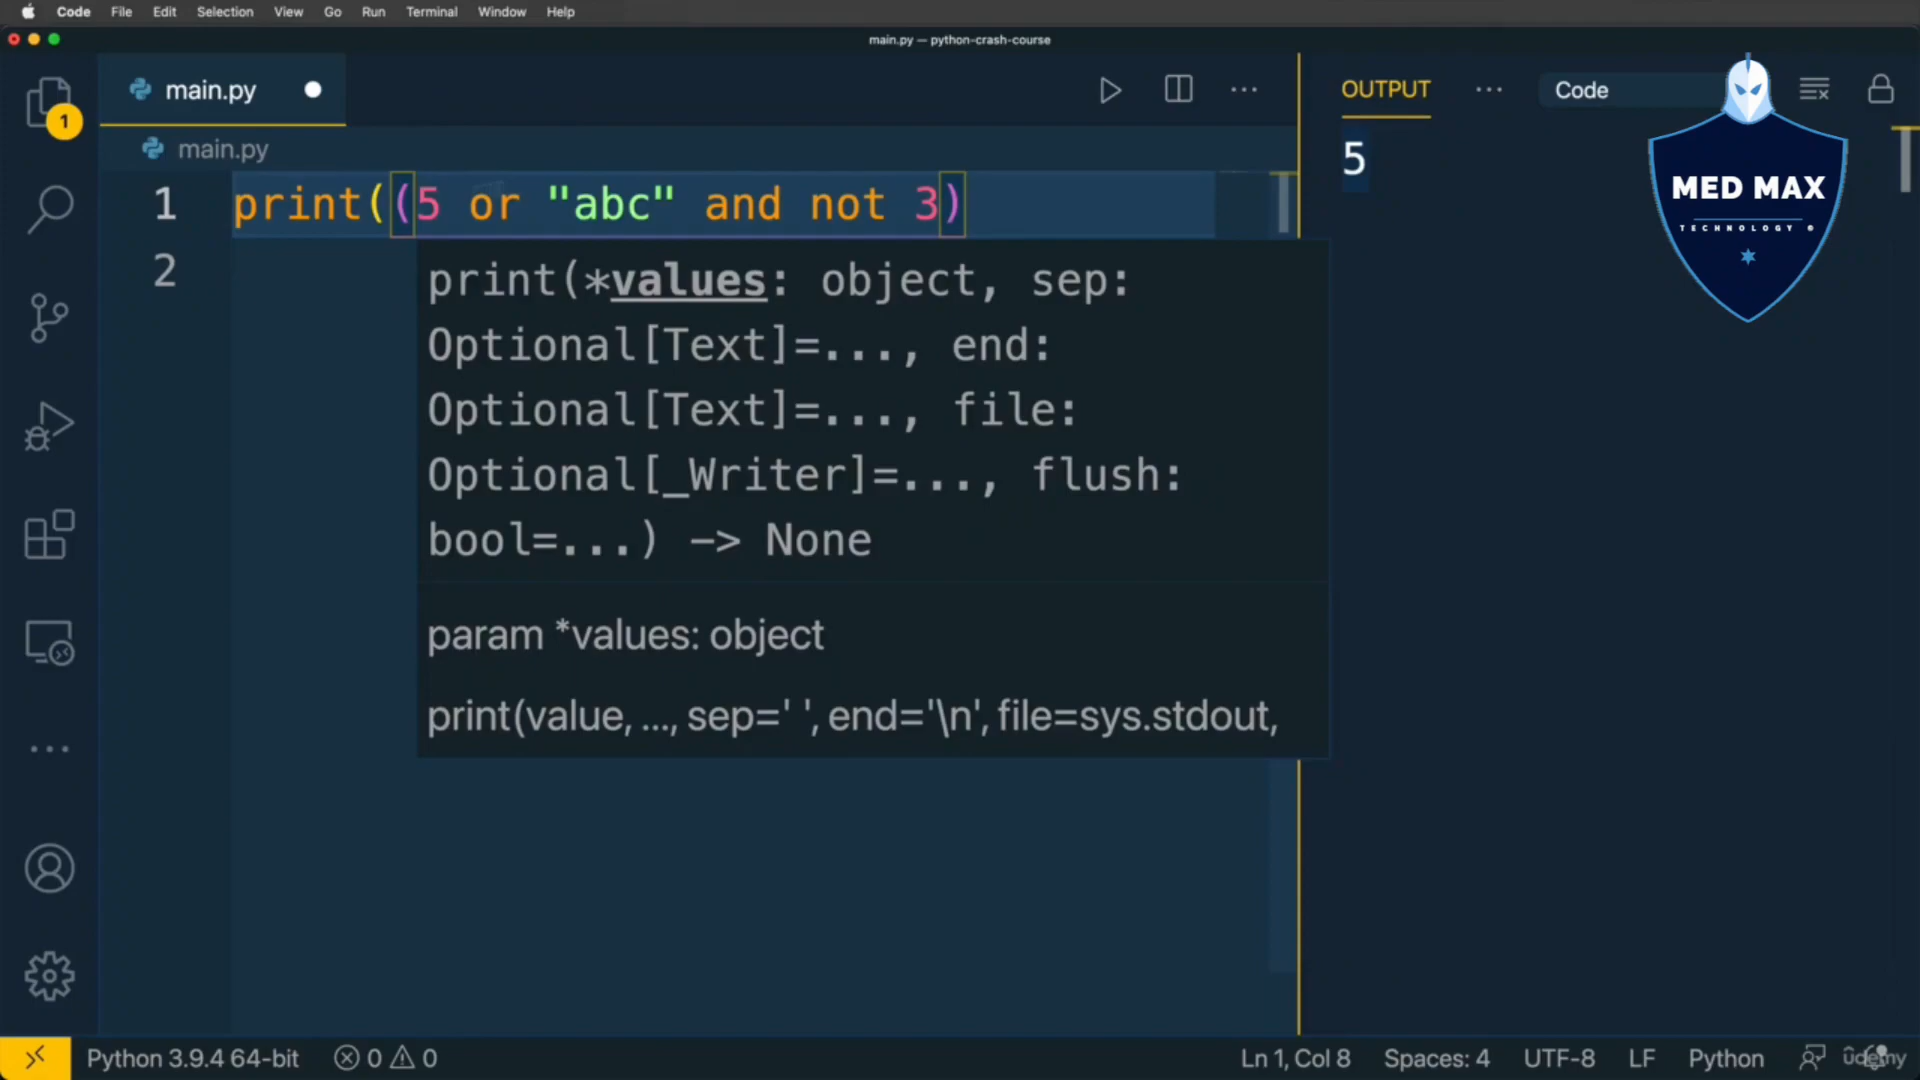 Code File Edit Selection View Go Run Terminal Window Help
main.py — python-crash-course
main.py
OUTPUT
Code
1
main.py
5
MED MAX
TECHNOLOGY ®
1 print((5 or "abc" and not 3)
2
print(*values: object, sep:
Optional[Text]=..., end:
Optional[Text]=..., file:
Optional[_Writer]=..., flush:
bool=...) -> None
param *values: object
print(value, ..., sep=' ', end='\n', file=sys.stdout,
Python 3.9.4 64-bit 0 0 Ln 1, Col 8 Spaces: 4 UTF-8 LF Python
udemy